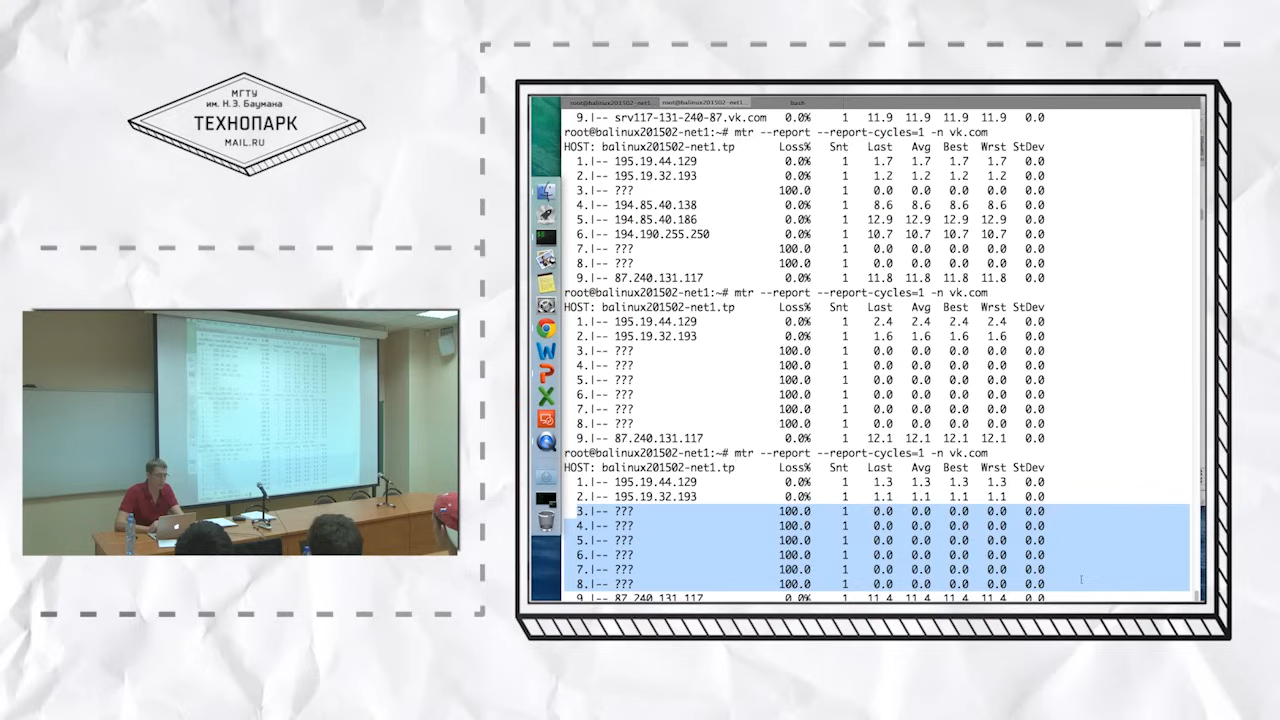 МГТУ
им. Н.Э. Баумана
ТЕХНОПАРК
MAIL.RU
root@balinux201502-net1... root@balinux201502-net1... bash
9.|-- srv117-131-240-87.vk.com 0.0% 1 11.9 11.9 11.9 11.9 0.0
root@balinux201502-net1:~# mtr --report --report-cycles=1 -n vk.com
HOST: balinux201502-net1.tp Loss% Snt Last Avg Best Wrst StDev
1.|-- 195.19.44.129 0.0% 1 1.7 1.7 1.7 1.7 0.0
2.|-- 195.19.32.193 0.0% 1 1.2 1.2 1.2 1.2 0.0
3.|-- ??? 100.0 1 0.0 0.0 0.0 0.0 0.0
4.|-- 194.85.40.138 0.0% 1 8.6 8.6 8.6 8.6 0.0
5.|-- 194.85.40.186 0.0% 1 12.9 12.9 12.9 12.9 0.0
6.|-- 194.190.255.250 0.0% 1 10.7 10.7 10.7 10.7 0.0
7.|-- ??? 100.0 1 0.0 0.0 0.0 0.0 0.0
8.|-- ??? 100.0 1 0.0 0.0 0.0 0.0 0.0
9.|-- 87.240.131.117 0.0% 1 11.8 11.8 11.8 11.8 0.0
root@balinux201502-net1:~# mtr --report --report-cycles=1 -n vk.com
HOST: balinux201502-net1.tp Loss% Snt Last Avg Best Wrst StDev
1.|-- 195.19.44.129 0.0% 1 2.4 2.4 2.4 2.4 0.0
2.|-- 195.19.32.193 0.0% 1 1.6 1.6 1.6 1.6 0.0
3.|-- ??? 100.0 1 0.0 0.0 0.0 0.0 0.0
4.|-- ??? 100.0 1 0.0 0.0 0.0 0.0 0.0
5.|-- ??? 100.0 1 0.0 0.0 0.0 0.0 0.0
6.|-- ??? 100.0 1 0.0 0.0 0.0 0.0 0.0
7.|-- ??? 100.0 1 0.0 0.0 0.0 0.0 0.0
8.|-- ??? 100.0 1 0.0 0.0 0.0 0.0 0.0
9.|-- 87.240.131.117 0.0% 1 12.1 12.1 12.1 12.1 0.0
root@balinux201502-net1:~# mtr --report --report-cycles=1 -n vk.com
HOST: balinux201502-net1.tp Loss% Snt Last Avg Best Wrst StDev
1.|-- 195.19.44.129 0.0% 1 1.3 1.3 1.3 1.3 0.0
2.|-- 195.19.32.193 0.0% 1 1.1 1.1 1.1 1.1 0.0
3.|-- ??? 100.0 1 0.0 0.0 0.0 0.0 0.0
4.|-- ??? 100.0 1 0.0 0.0 0.0 0.0 0.0
5.|-- ??? 100.0 1 0.0 0.0 0.0 0.0 0.0
6.|-- ??? 100.0 1 0.0 0.0 0.0 0.0 0.0
7.|-- ??? 100.0 1 0.0 0.0 0.0 0.0 0.0
8.|-- ??? 100.0 1 0.0 0.0 0.0 0.0 0.0
9.|-- 87.240.131.117 0.0% 1 11.4 11.4 11.4 11.4 0.0